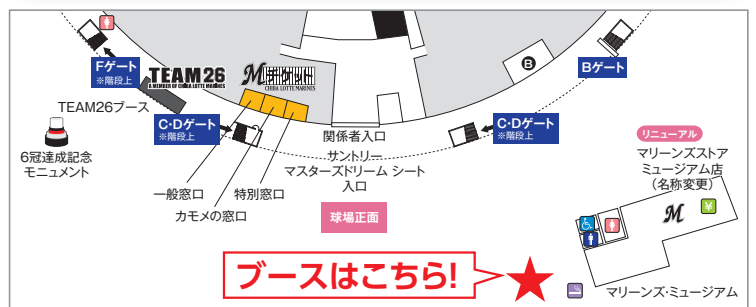 Fゲート
※階段上
TEAM26
A MEMBER OF CHIBA LOTTE MARINES
TEAM26ブース
M チケット
CHIBA LOTTE MARINES
B
Bゲート
C・Dゲート
※階段上
C・Dゲート
※階段上
関係者入口
6冠達成記念
モニュメント
サントリー
マスターズドリーム シート
入口
一般窓口
特別窓口
カモメの窓口
球場正面
リニューアル
マリーンズストア
ミュージアム店
(名称変更)
M
¥
ブースはこちら!
マリーンズ・ミュージアム